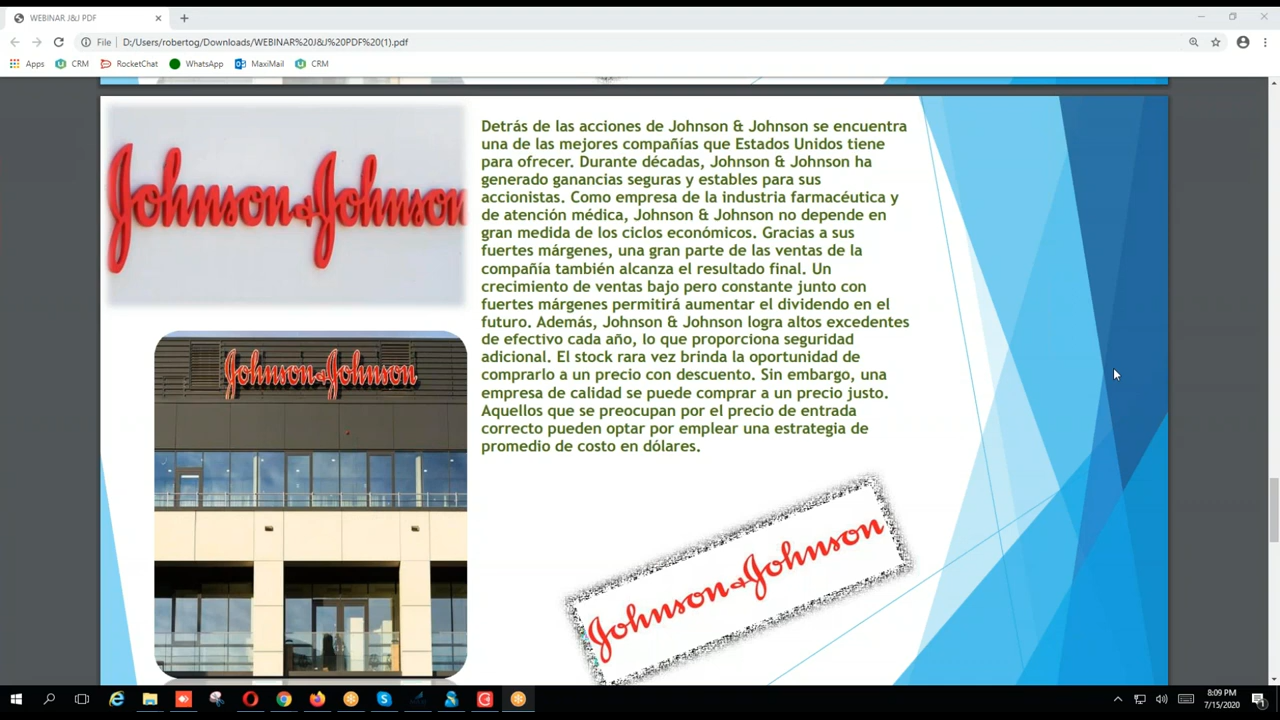 WEBINAR J&J PDF
File
D:/Users/robertog/Downloads/WEBINAR%20J&J%20PDF%20(1).pdf
Apps
CRM
RocketChat
WhatsApp
MaxiMail
CRM
Johnson & Johnson
Detrás de las acciones de Johnson & Johnson se encuentra
una de las mejores compañías que Estados Unidos tiene
para ofrecer. Durante décadas, Johnson & Johnson ha
generado ganancias seguras y estables para sus
accionistas. Como empresa de la industria farmacéutica y
de atención médica, Johnson & Johnson no depende en
gran medida de los ciclos económicos. Gracias a sus
fuertes márgenes, una gran parte de las ventas de la
compañía también alcanza el resultado final. Un
crecimiento de ventas bajo pero constante junto con
fuertes márgenes permitirá aumentar el dividendo en el
futuro. Además, Johnson & Johnson logra altos excedentes
de efectivo cada año, lo que proporciona seguridad
adicional. El stock rara vez brinda la oportunidad de
comprarlo a un precio con descuento. Sin embargo, una
empresa de calidad se puede comprar a un precio justo.
Aquellos que se preocupan por el precio de entrada
correcto pueden optar por emplear una estrategia de
promedio de costo en dólares.
Johnson & Johnson
Johnson & Johnson
8:09 PM
7/15/2020